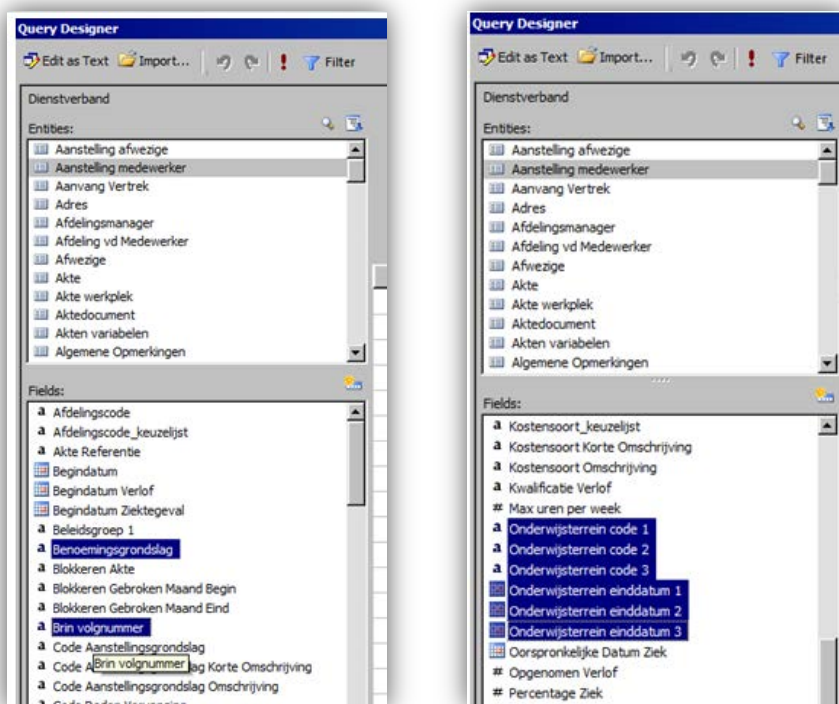 Query Designer
Edit as Text Import... Filter
Dienstverband
Entities:
Aanstelling afwezige
Aanstelling medewerker
Aanvang Vertrek
Adres
Afdelingsmanager
Afdeling vd Medewerker
Afwezige
Akte
Akte werkplek
Aktedocument
Akten variabelen
Algemene Opmerkingen
Fields:
a Afdelingscode
a Afdelingscode_keuzelijst
a Akte Referentie
Begindatum
Begindatum Verlof
Begindatum Ziektegeval
a Beleidsgroep 1
a Benoemingsgrondslag
a Blokkeren Akte
a Blokkeren Gebroken Maand Begin
a Blokkeren Gebroken Maand Eind
a Brin volgnummer
a Code Aanstellingsgrondslag
a Code A Brin volgnummer ag Korte Omschrijving
a Code Aanstellingsgrondslag Omschrijving
Query Designer
Edit as Text Import... Filter
Dienstverband
Entities:
Aanstelling afwezige
Aanstelling medewerker
Aanvang Vertrek
Adres
Afdelingsmanager
Afdeling vd Medewerker
Afwezige
Akte
Akte werkplek
Aktedocument
Akten variabelen
Algemene Opmerkingen
Fields:
a Kostensoort_keuzelijst
a Kostensoort Korte Omschrijving
a Kostensoort Omschrijving
a Kwalificatie Verlof
# Max uren per week
a Onderwijsterrein code 1
a Onderwijsterrein code 2
a Onderwijsterrein code 3
Onderwijsterrein einddatum 1
Onderwijsterrein einddatum 2
Onderwijsterrein einddatum 3
Oorspronkelijke Datum Ziek
# Opgenomen Verlof
# Percentage Ziek